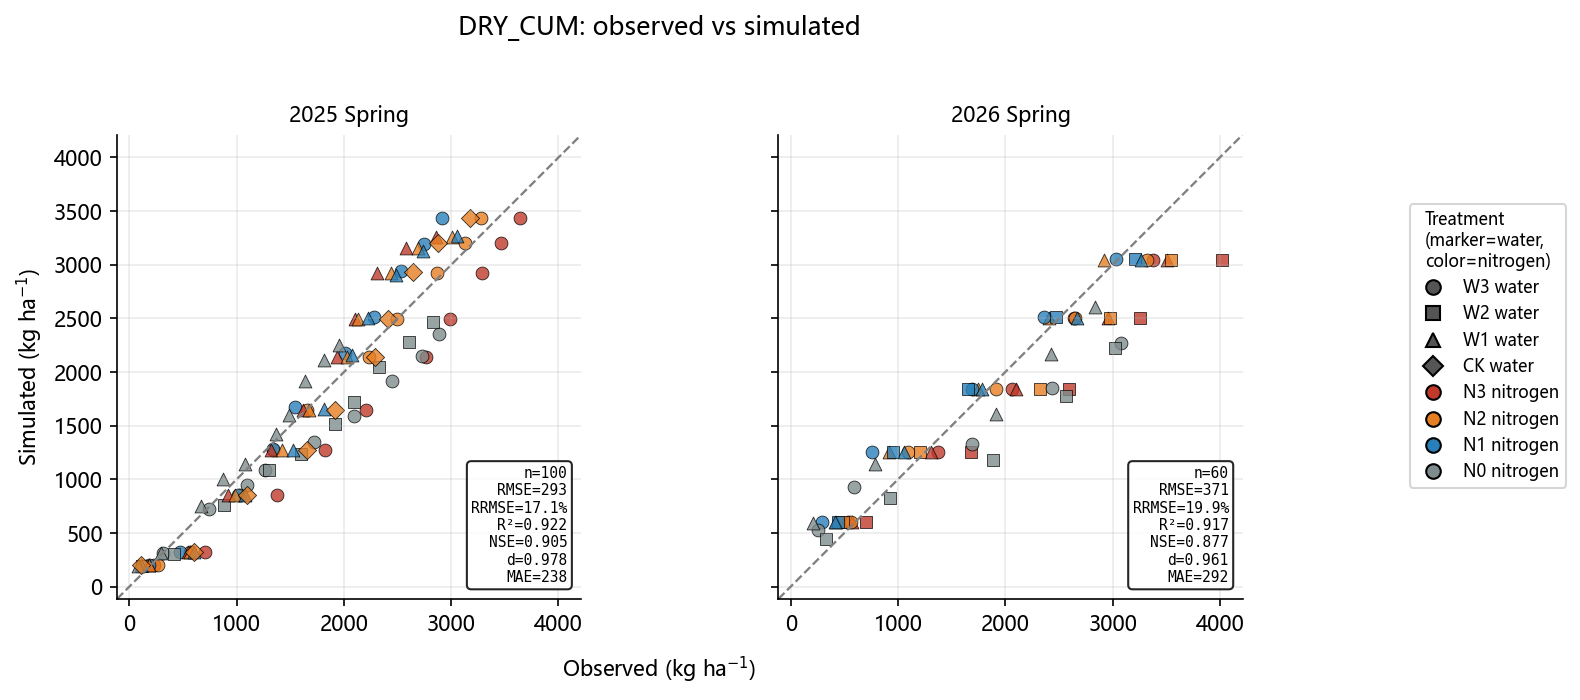 DRY_CUM: observed vs simulated
2025 Spring
2026 Spring
Simulated (kg ha⁻¹)
4000
3500
3000
2500
2000
1500
1000
500
0
0 1000 2000 3000 4000
n=100
RMSE=293
RRMSE=17.1%
R²=0.922
NSE=0.905
d=0.978
MAE=238
0 1000 2000 3000 4000
n=60
RMSE=371
RRMSE=19.9%
R²=0.917
NSE=0.877
d=0.961
MAE=292
Observed (kg ha⁻¹)
Treatment
(marker=water,
color=nitrogen)
W3 water
W2 water
W1 water
CK water
N3 nitrogen
N2 nitrogen
N1 nitrogen
N0 nitrogen